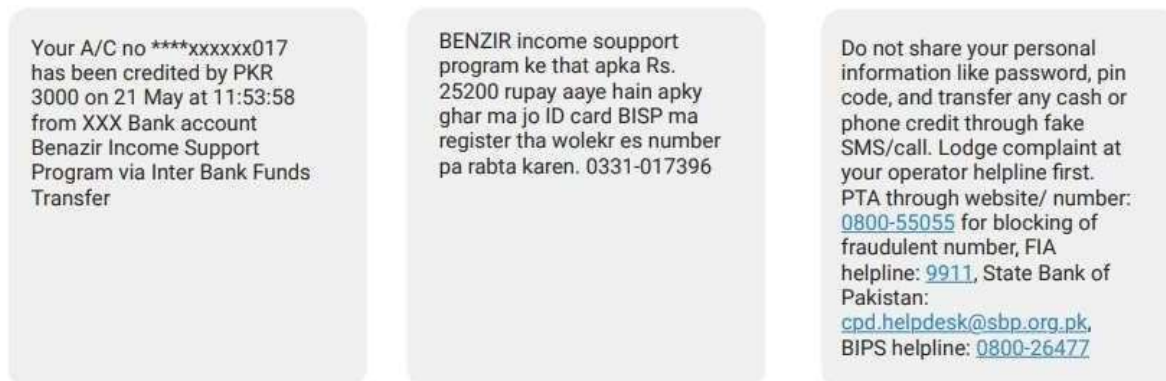 Your A/C no ****xxxxxx017
has been credited by PKR
3000 on 21 May at 11:53:58
from XXX Bank account
Benazir Income Support
Program via Inter Bank Funds
Transfer
BENZIR income soupport
program ke that apka Rs.
25200 rupay aaye hain apky
ghar ma jo ID card BISP ma
register tha wolekr es number
pa rabta karen. 0331-017396
Do not share your personal
information like password, pin
code, and transfer any cash or
phone credit through fake
SMS/call. Lodge complaint at
your operator helpline first.
PTA through website/ number:
0800-55055 for blocking of
fraudulent number, FIA
helpline: 9911, State Bank of
Pakistan:
cpd.helpdesk@sbp.org.pk,
BIPS helpline: 0800-26477